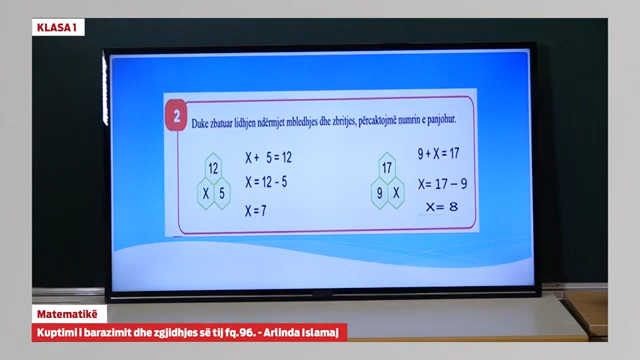 KLASA 1
2
Duke zbatuar lidhjen ndërmjet mbledhjes dhe zbritjes, përcaktojmë numrin e panjohur.
12
X 5
X + 5 = 12
X = 12 - 5
X = 7
17
9 X
9 + X = 17
X = 17 – 9
X = 8
Matematikë
Kuptimi i barazimit dhe zgjidhjes së tij fq.96. - Arlinda Islamaj